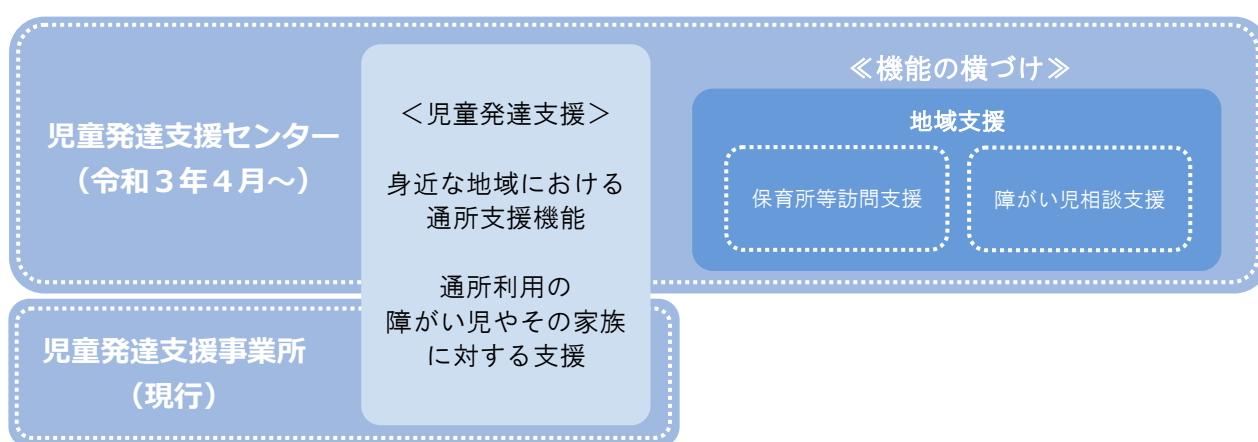 児童発達支援センター
（令和３年４月～）
＜児童発達支援＞
身近な地域における
通所支援機能
通所利用の
障がい児やその家族
に対する支援
≪機能の横づけ≫
地域支援
保育所等訪問支援
障がい児相談支援
児童発達支援事業所
（現行）